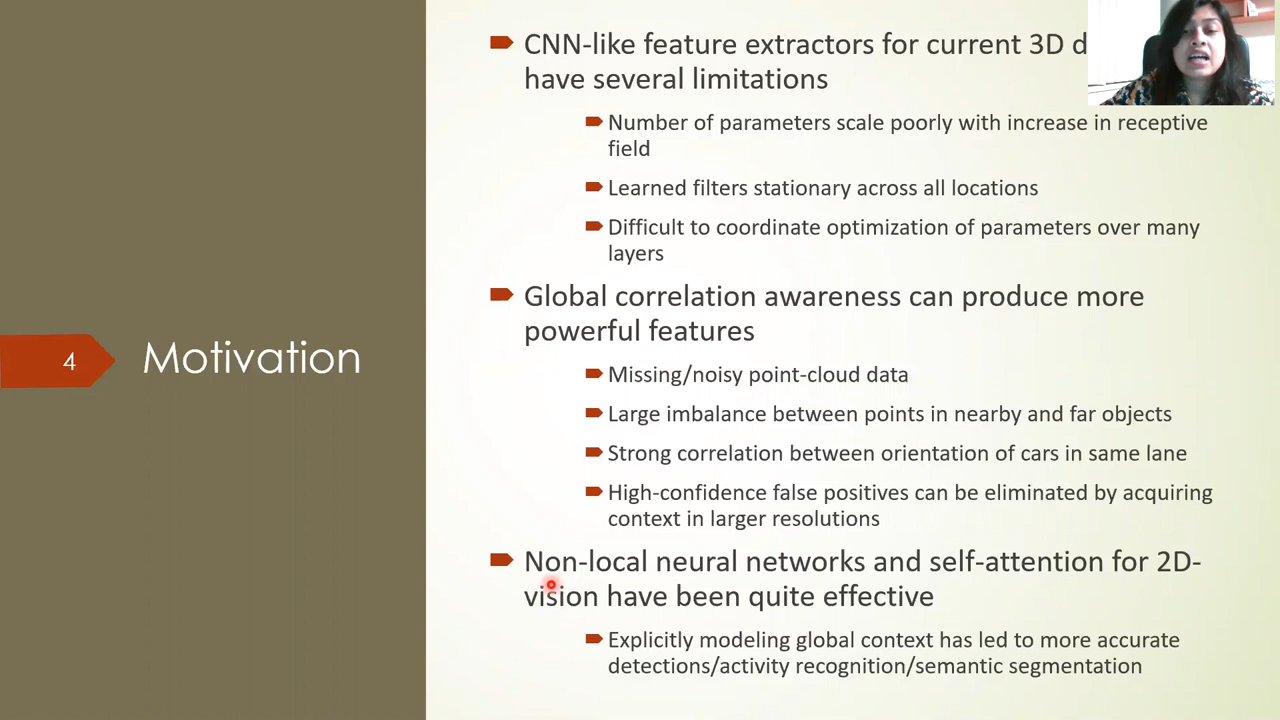 4
Motivation
CNN-like feature extractors for current 3D
have several limitations
Number of parameters scale poorly with increase in receptive
field
Learned filters stationary across all locations
Difficult to coordinate optimization of parameters over many
layers
Global correlation awareness can produce more
powerful features
Missing/noisy point-cloud data
Large imbalance between points in nearby and far objects
Strong correlation between orientation of cars in same lane
High-confidence false positives can be eliminated by acquiring
context in larger resolutions
Non-local neural networks and self-attention for 2D-
vision have been quite effective
Explicitly modeling global context has led to more accurate
detections/activity recognition/semantic segmentation